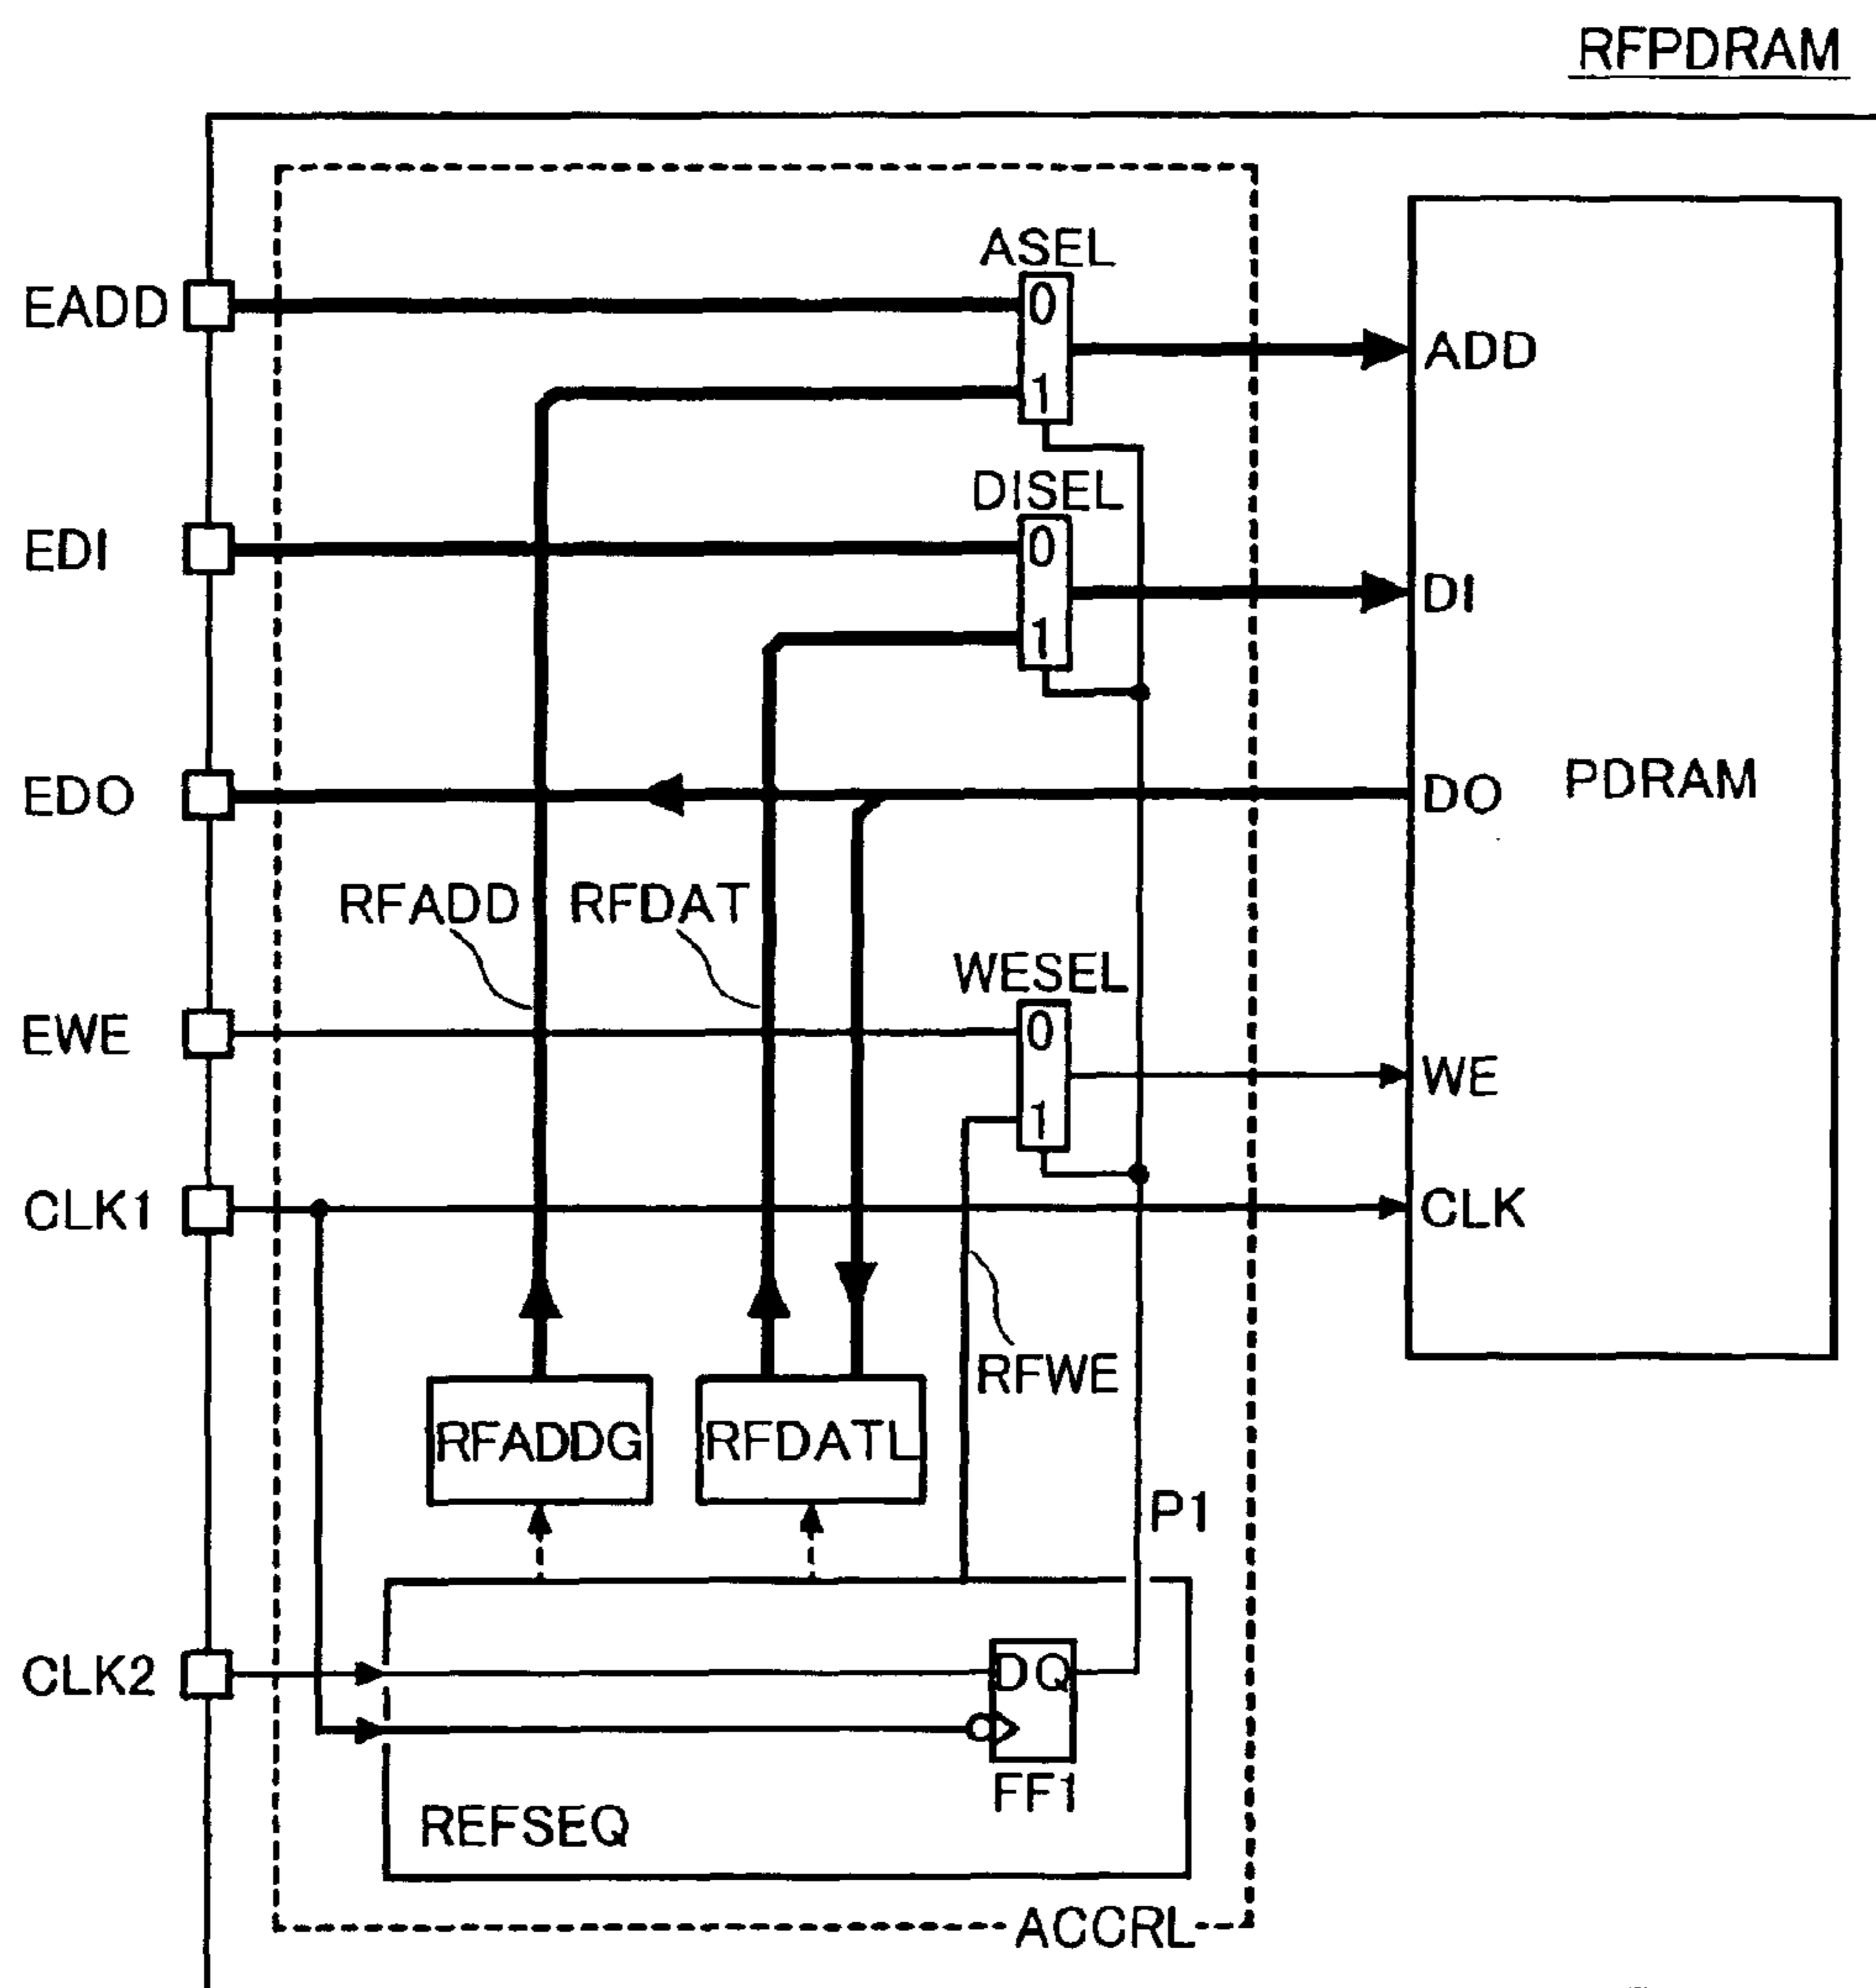 RFPDRAM
ASEL
EADD
0
1
ADD
DISEL
EDI
0
1
DI
EDO
DO
PDRAM
RFADD
RFDAT
WESEL
EWE
0
1
WE
CLK1
CLK
RFWE
RFADDG
RFDATL
P1
CLK2
D Q
FF1
REFSEQ
ACCRL